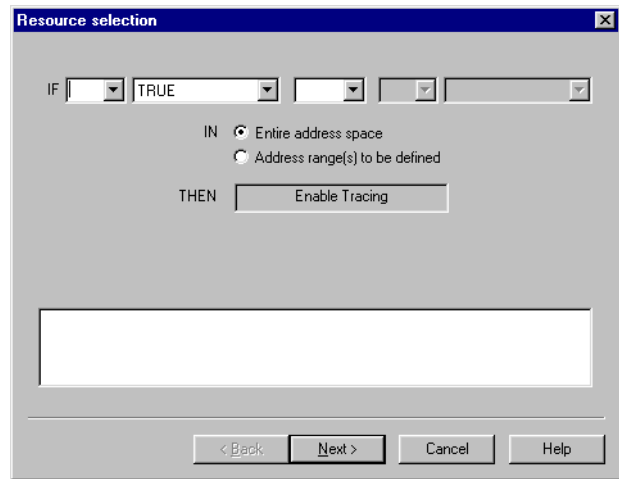 Resource selection
IF TRUE
IN Entire address space
Address range(s) to be defined
THEN Enable Tracing
< Back Next > Cancel Help